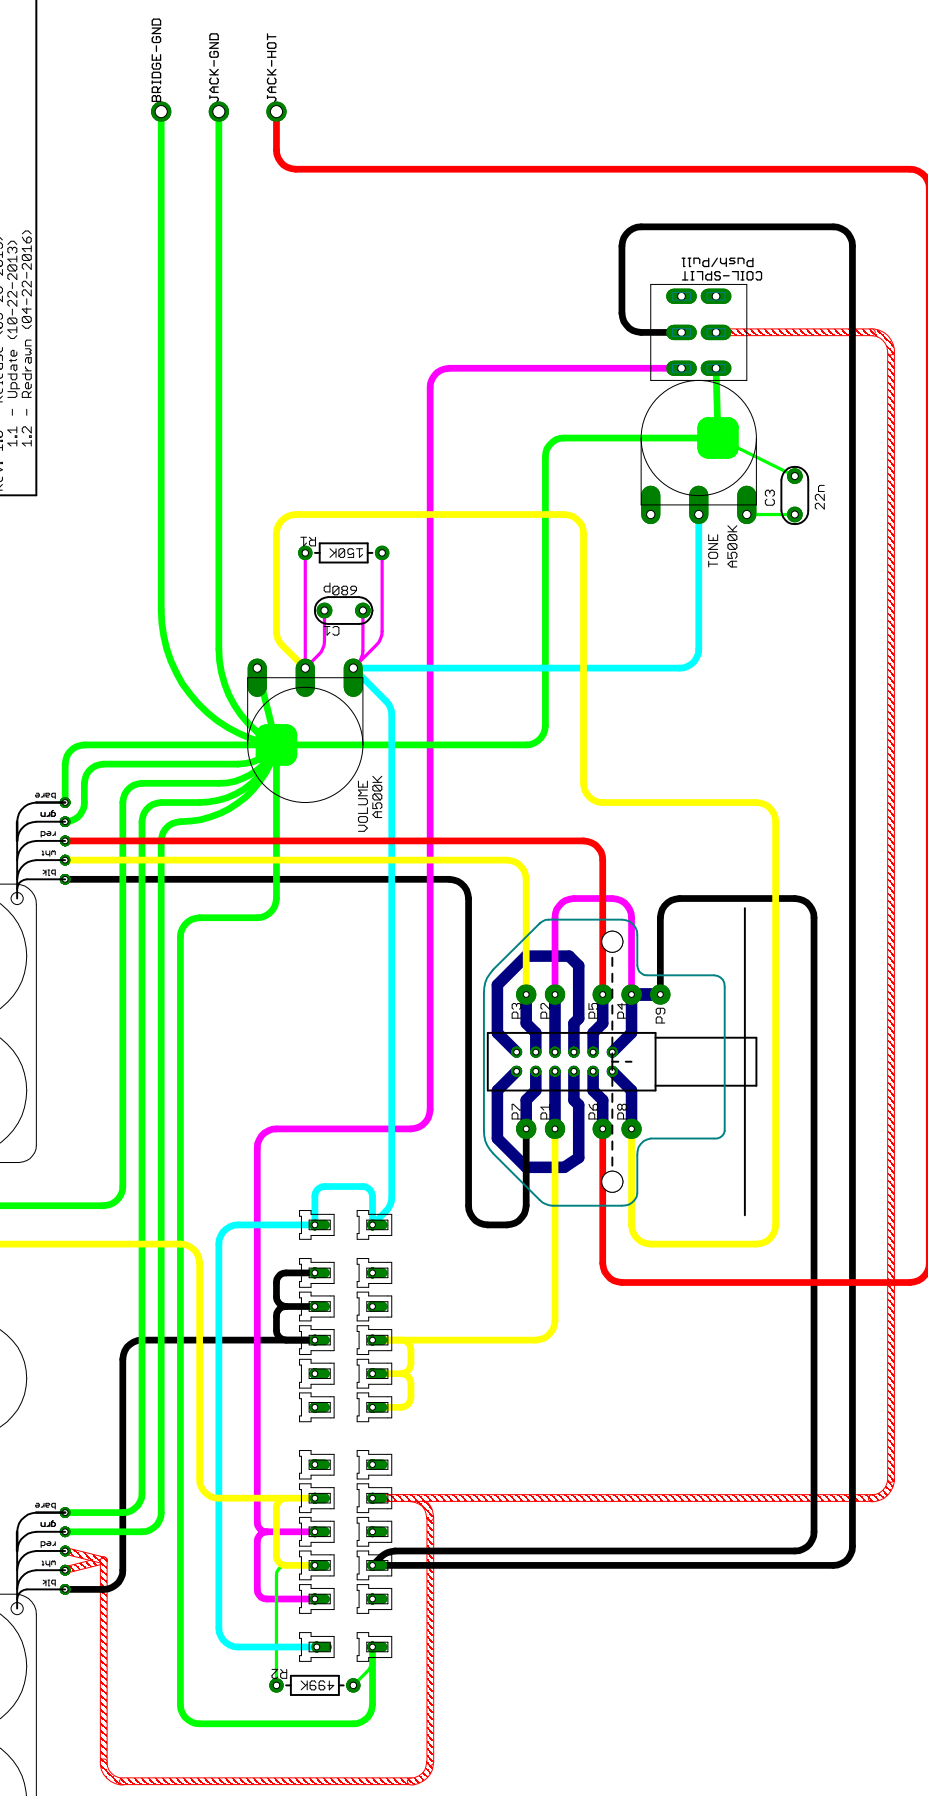 BRIDGE-GND
JACK-GND
JACK-HOT
1.1 - Update (10-22-2013)
1.2 - Redrawn (04-22-2016)
COIL-SPLIT
Push/Pull
C3
22n
TONE
A500K
R1
150K
680p
C1
VOLUME
A500K
bare
grn
red
wht
blk
P3
P2
P5
P4
P9
P7
P1
P6
P8
bare
grn
red
wht
blk
R2
499K